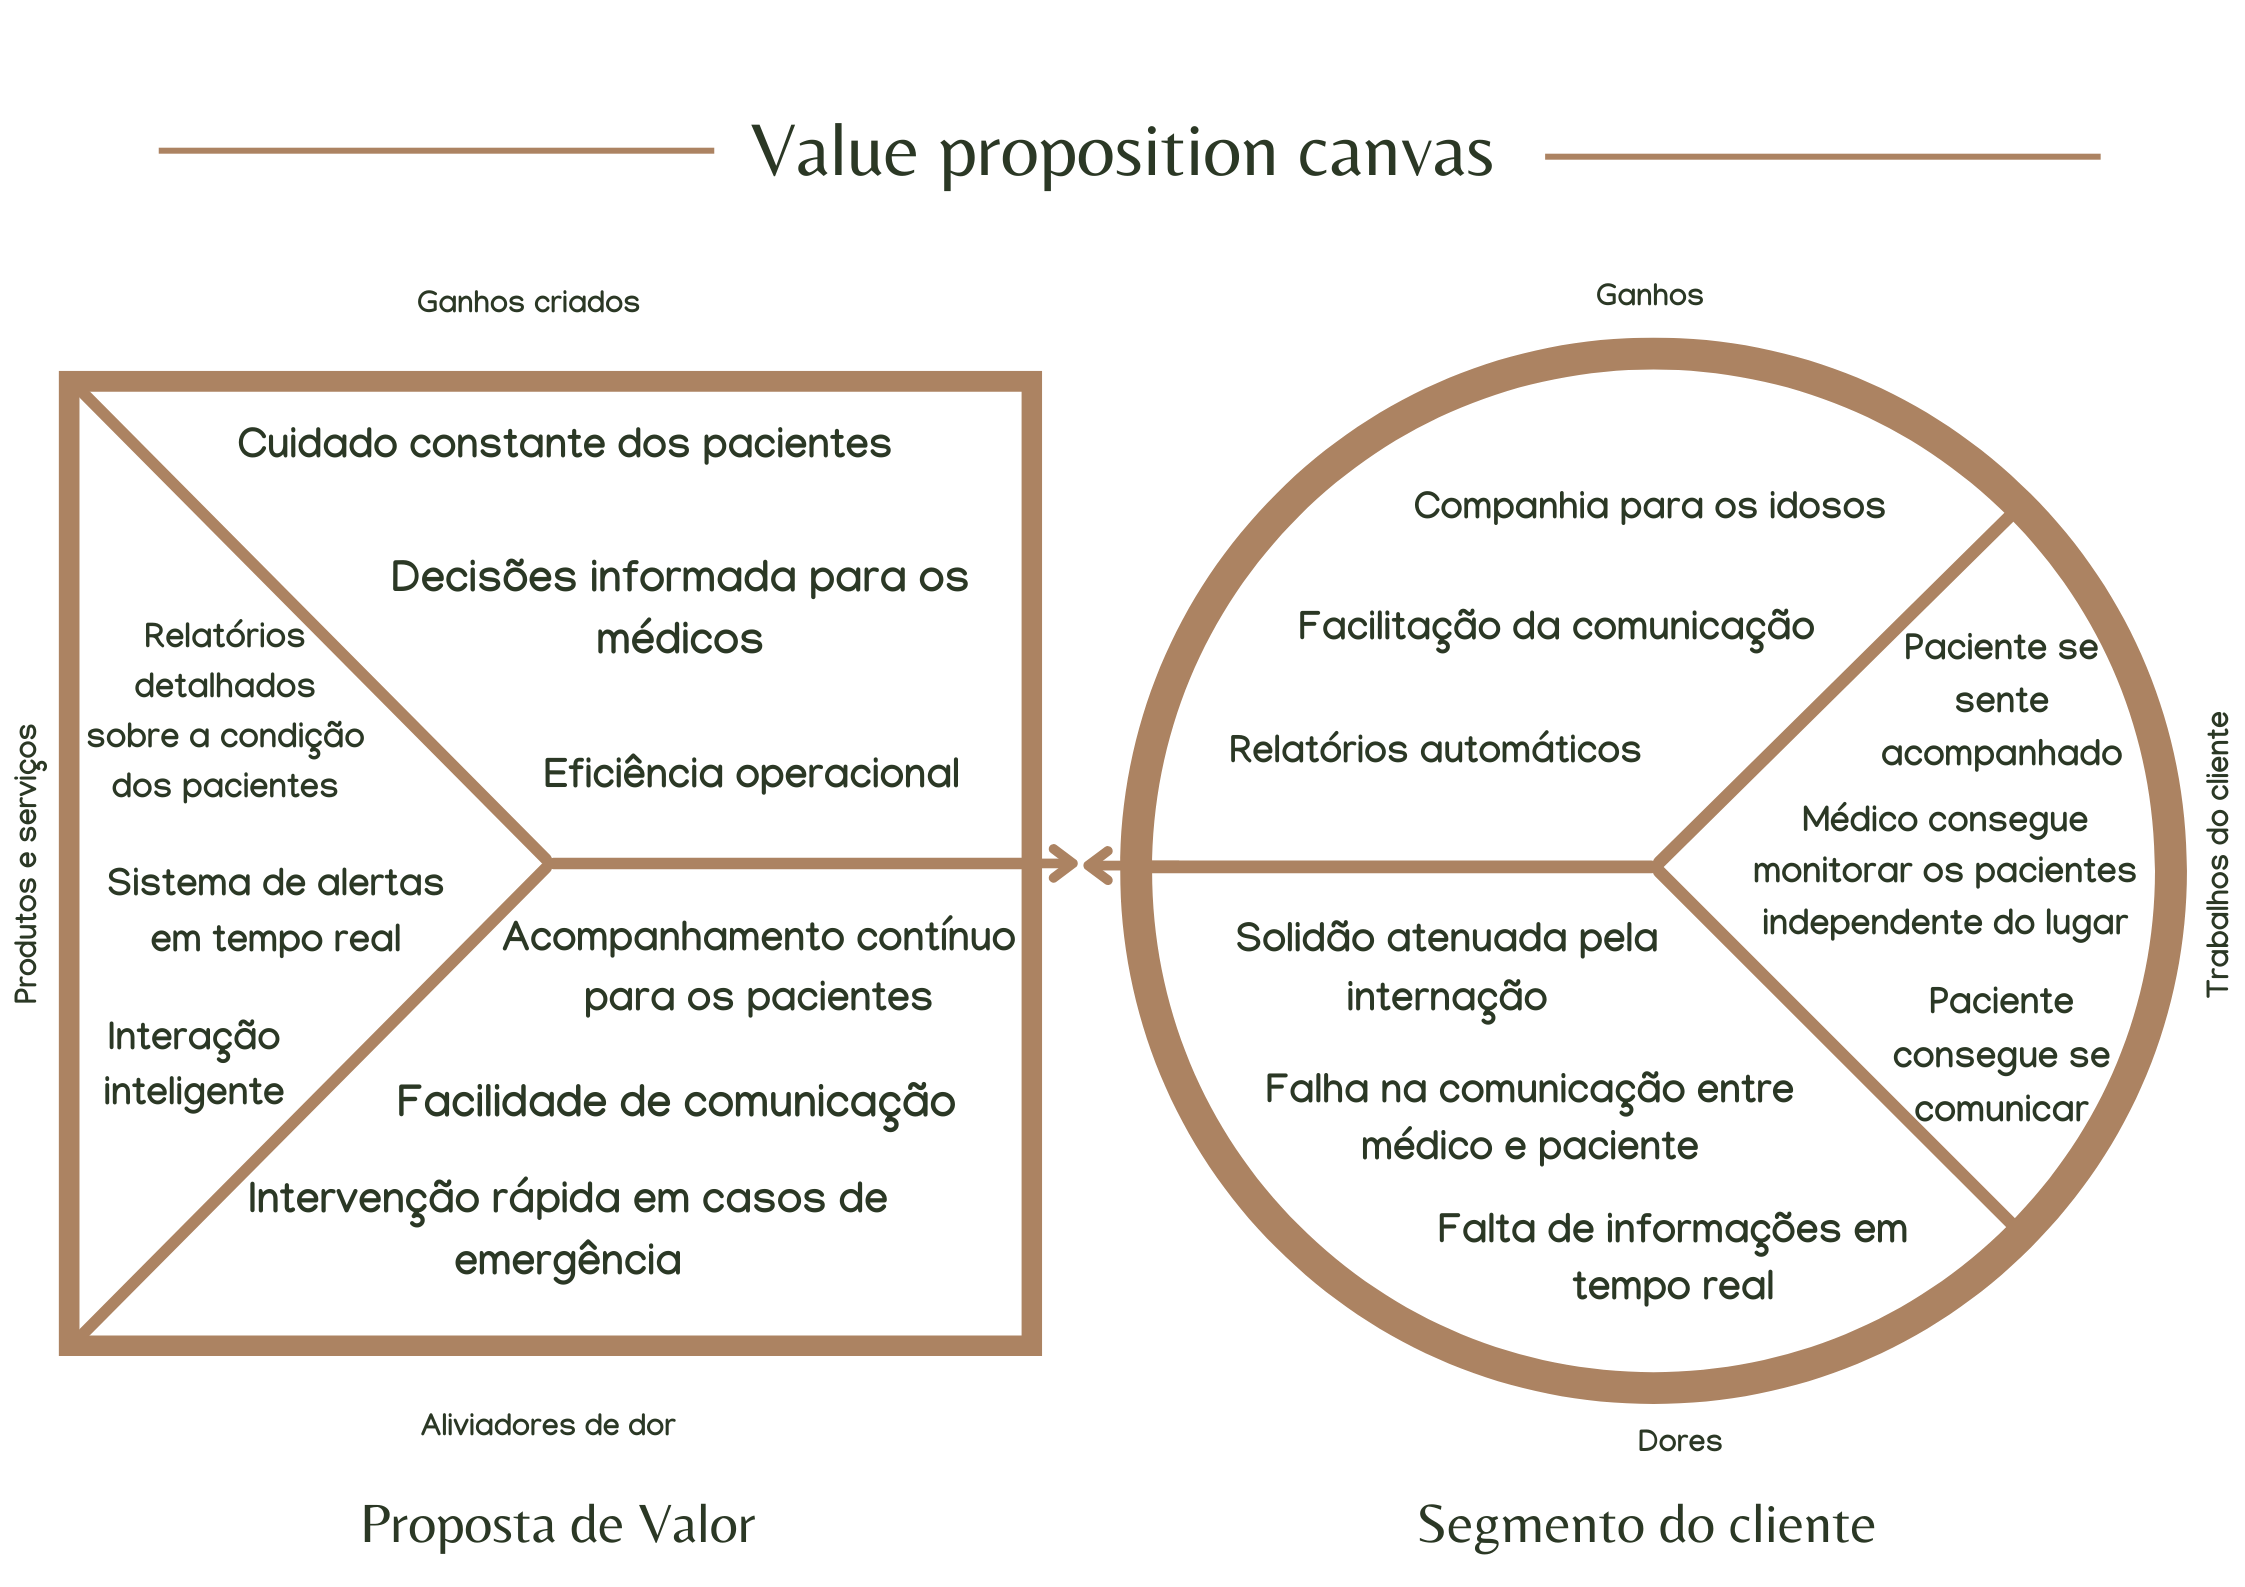 Value proposition canvas
Ganhos criados
Cuidado constante dos pacientes
Decisões informada para os
médicos
Eficiência operacional
Produtos e serviços
Relatórios
detalhados
sobre a condição
dos pacientes
Sistema de alertas
em tempo real
Interação
inteligente
Acompanhamento contínuo
para os pacientes
Facilidade de comunicação
Intervenção rápida em casos de
emergência
Aliviadores de dor
Proposta de Valor
Ganhos
Companhia para os idosos
Facilitação da comunicação
Relatórios automáticos
Paciente se
sente
acompanhado
Médico consegue
monitorar os pacientes
independente do lugar
Paciente
consegue se
comunicar
Trabalhos do cliente
Solidão atenuada pela
internação
Falha na comunicação entre
médico e paciente
Falta de informações em
tempo real
Dores
Segmento do cliente